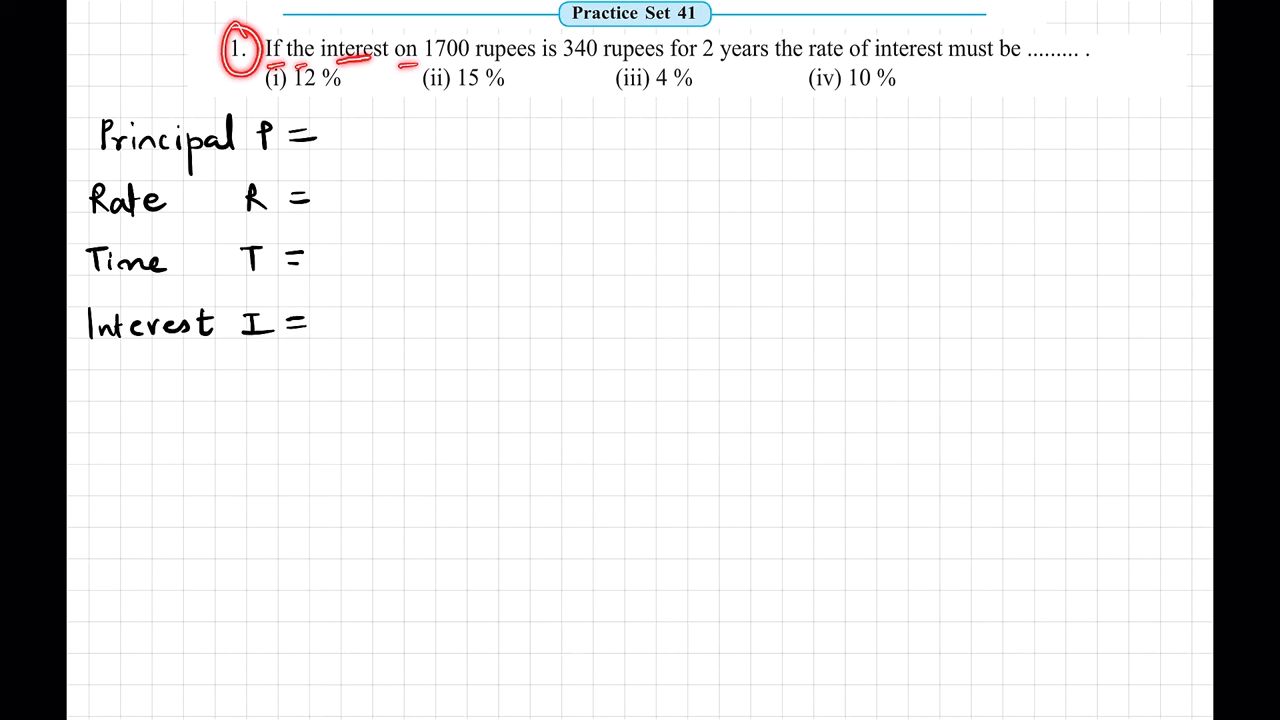 Practice Set 41
1. If the interest on 1700 rupees is 340 rupees for 2 years the rate of interest must be ......... .
(i) 12 % (ii) 15 % (iii) 4 % (iv) 10 %
Principal P =
Rate R =
Time T =
Interest I =